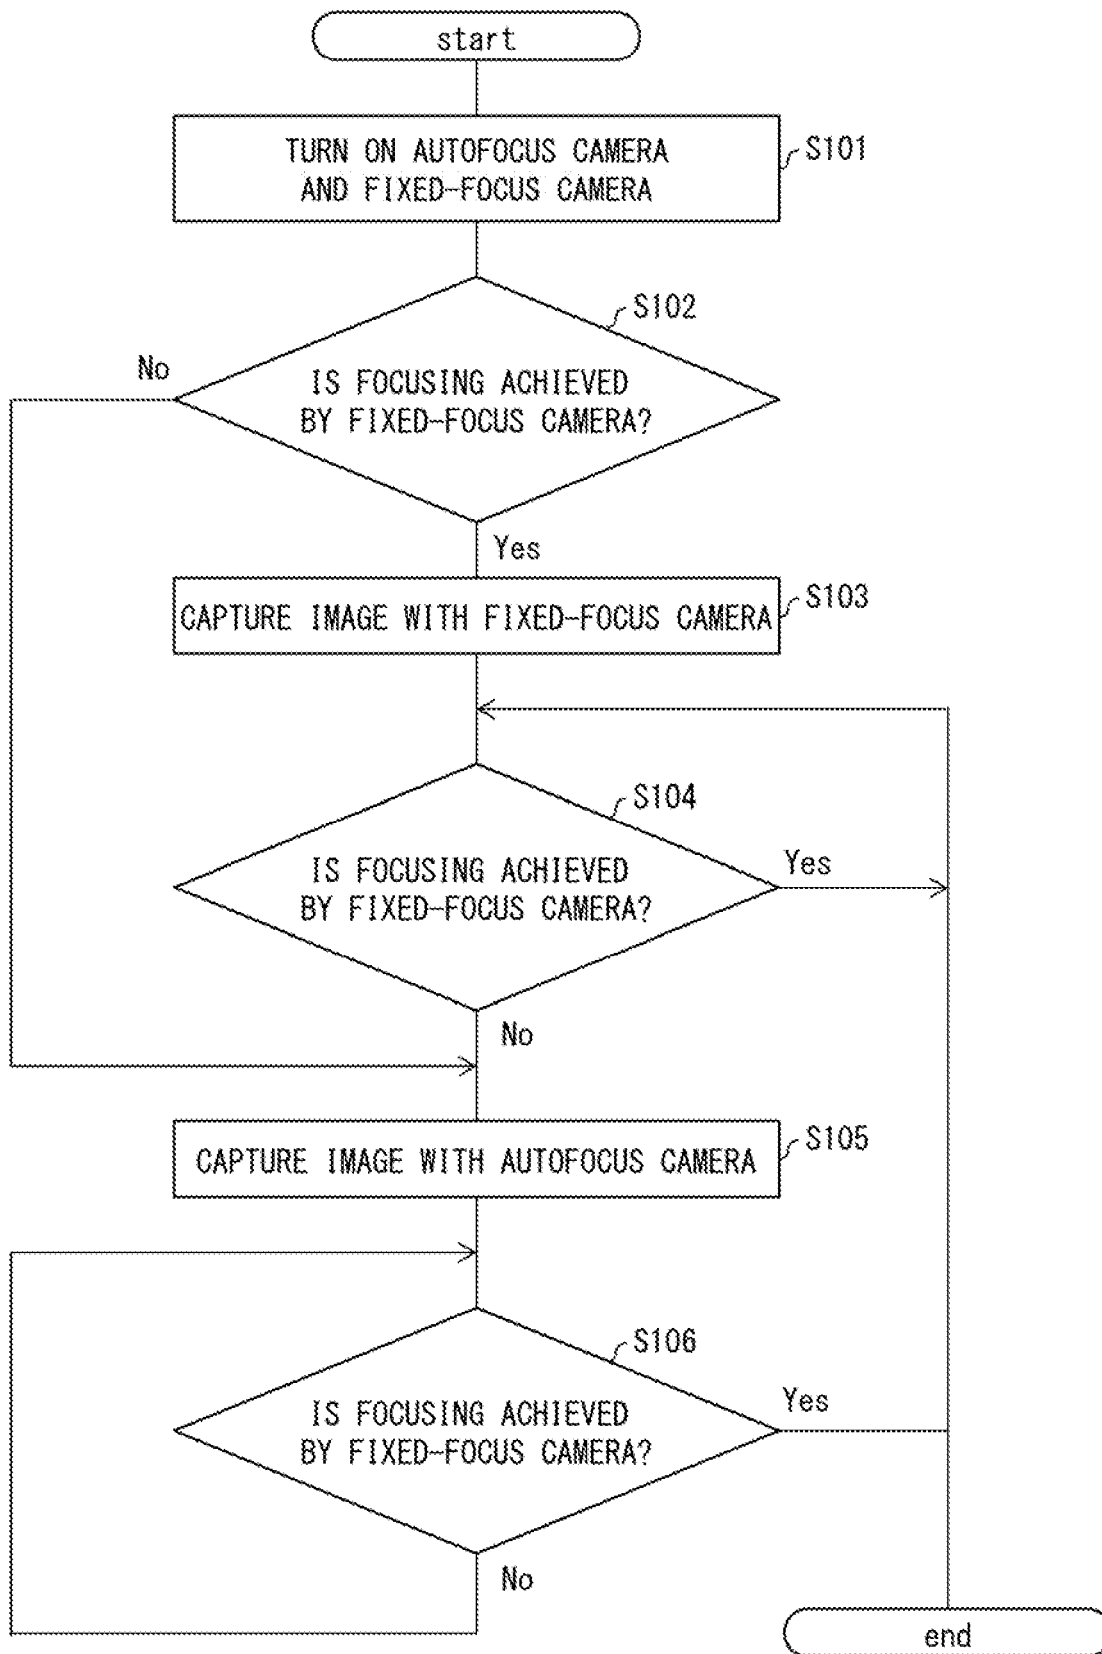 start
TURN ON AUTOFOCUS CAMERA
AND FIXED-FOCUS CAMERA
S101
S102
No
IS FOCUSING ACHIEVED
BY FIXED-FOCUS CAMERA?
Yes
CAPTURE IMAGE WITH FIXED-FOCUS CAMERA
S103
S104
IS FOCUSING ACHIEVED
BY FIXED-FOCUS CAMERA?
Yes
No
CAPTURE IMAGE WITH AUTOFOCUS CAMERA
S105
S106
IS FOCUSING ACHIEVED
BY FIXED-FOCUS CAMERA?
Yes
No
end